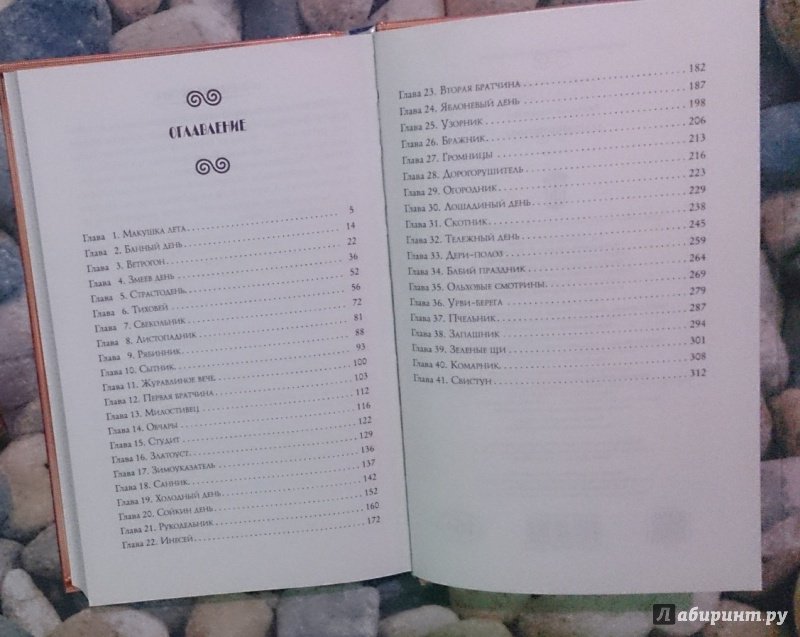 ОГЛАВЛЕНИЕ
Глава 1. Макушка лета ... 5
Глава 2. Банный день ... 14
Глава 3. Ветрогон ... 22
Глава 4. Змеев день ... 36
Глава 5. Страстодень ... 52
Глава 6. Тиховей ... 56
Глава 7. Свекольник ... 72
Глава 8. Листопадник ... 81
Глава 9. Рябинник ... 88
Глава 10. Сытник ... 93
Глава 11. Журавлиное вече ... 100
Глава 12. Первая братчина ... 103
Глава 13. Милостивец ... 112
Глава 14. Овчары ... 116
Глава 15. Студит ... 122
Глава 16. Златоуст ... 129
Глава 17. Зимоуказатель ... 136
Глава 18. Санник ... 137
Глава 19. Холодный день ... 142
Глава 20. Сойкин день ... 152
Глава 21. Рукодельник ... 160
Глава 22. Инесей ... 172
Глава 23. Вторая братчина ... 182
Глава 24. Яблоневый день ... 187
Глава 25. Узорник ... 198
Глава 26. Бражник ... 206
Глава 27. Громницы ... 213
Глава 28. Дорогорушитель ... 216
Глава 29. Огородник ... 223
Глава 30. Лошадиный день ... 229
Глава 31. Скотник ... 238
Глава 32. Тележный день ... 245
Глава 33. Дери-полоз ... 259
Глава 34. Бабий праздник ... 264
Глава 35. Ольховые смотрины ... 269
Глава 36. Урви-берега ... 279
Глава 37. Пчельник ... 287
Глава 38. Запашник ... 294
Глава 39. Зеленые щи ... 301
Глава 40. Комарник ... 308
Глава 41. Свистун ... 312
Лабиринт.ру